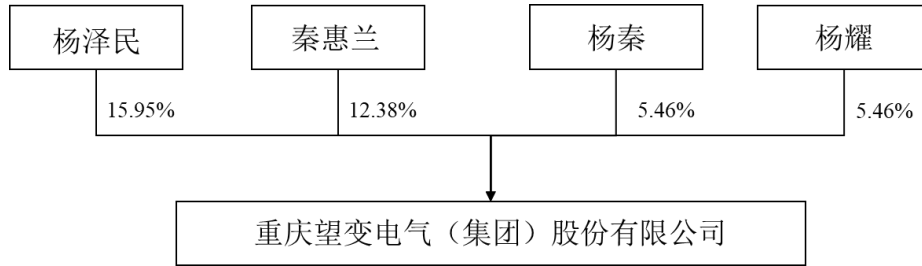 杨泽民 秦惠兰 杨秦 杨耀
15.95% 12.38% 5.46% 5.46%
重庆望变电气（集团）股份有限公司